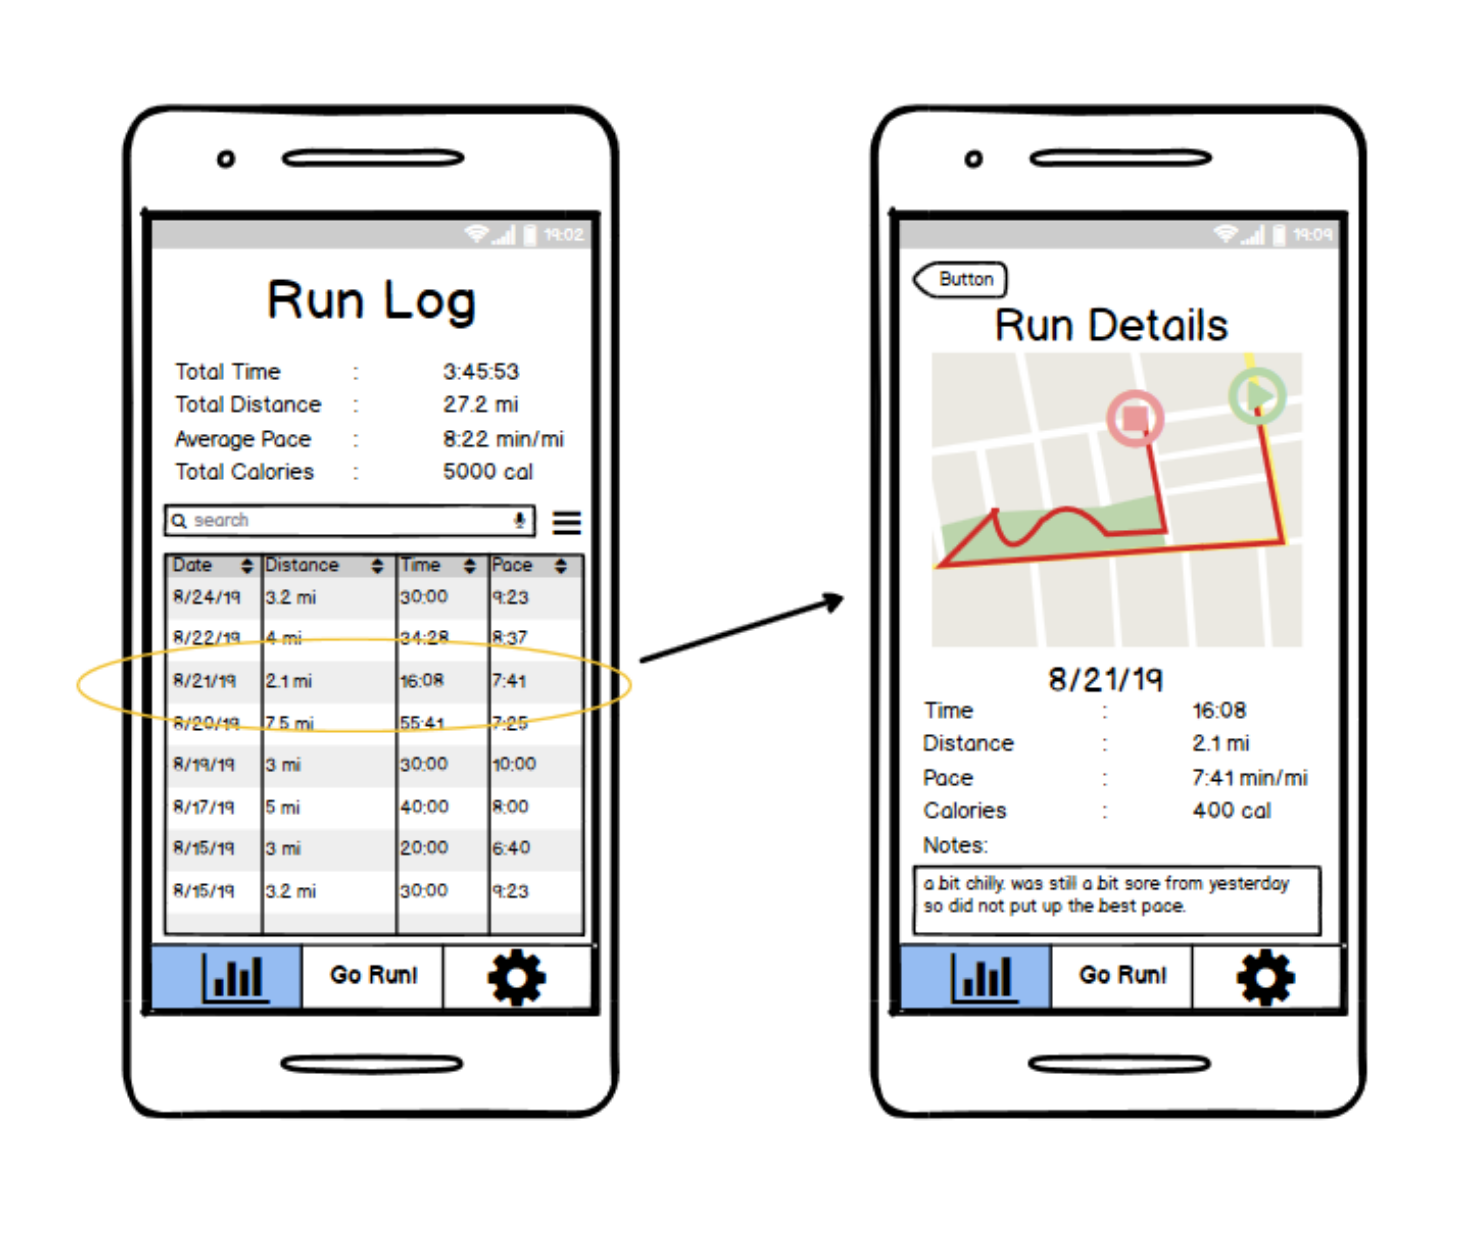 19:02
Run Log
Total Time : 3:45:53
Total Distance : 27.2 mi
Average Pace : 8:22 min/mi
Total Calories : 5000 cal
search
Date Distance Time Pace
8/24/19 3.2 mi 30:00 9:23
8/22/19 4 mi 34:28 8:37
8/21/19 2.1 mi 16:08 7:41
8/20/19 7.5 mi 55:41 7:25
8/19/19 3 mi 30:00 10:00
8/17/19 5 mi 40:00 8:00
8/15/19 3 mi 20:00 6:40
8/15/19 3.2 mi 30:00 9:23
Go Run!
19:09
Button
Run Details
8/21/19
Time : 16:08
Distance : 2.1 mi
Pace : 7:41 min/mi
Calories : 400 cal
Notes:
a bit chilly. was still a bit sore from yesterday
so did not put up the best pace.
Go Run!